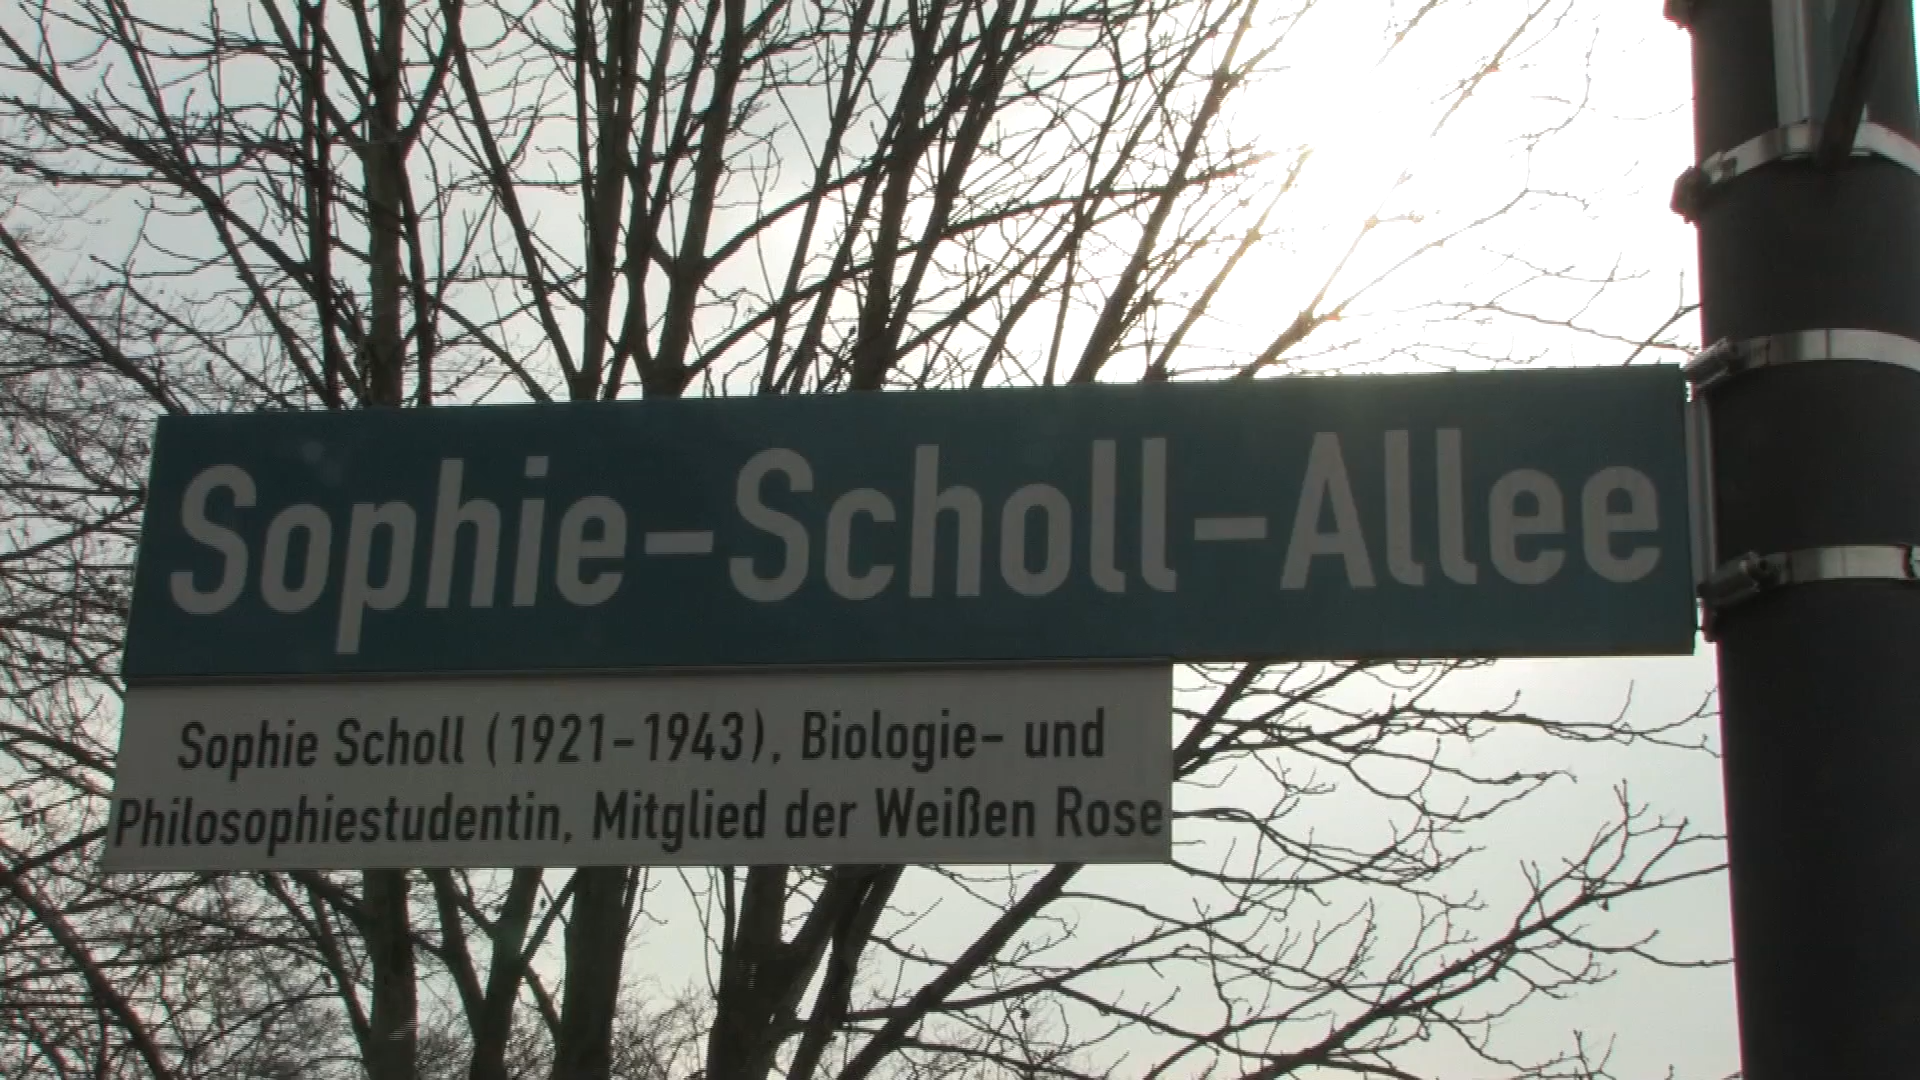 Sophie-Scholl-Allee
Sophie Scholl (1921-1943), Biologie- und
Philosophiestudentin, Mitglied der Weißen Rose